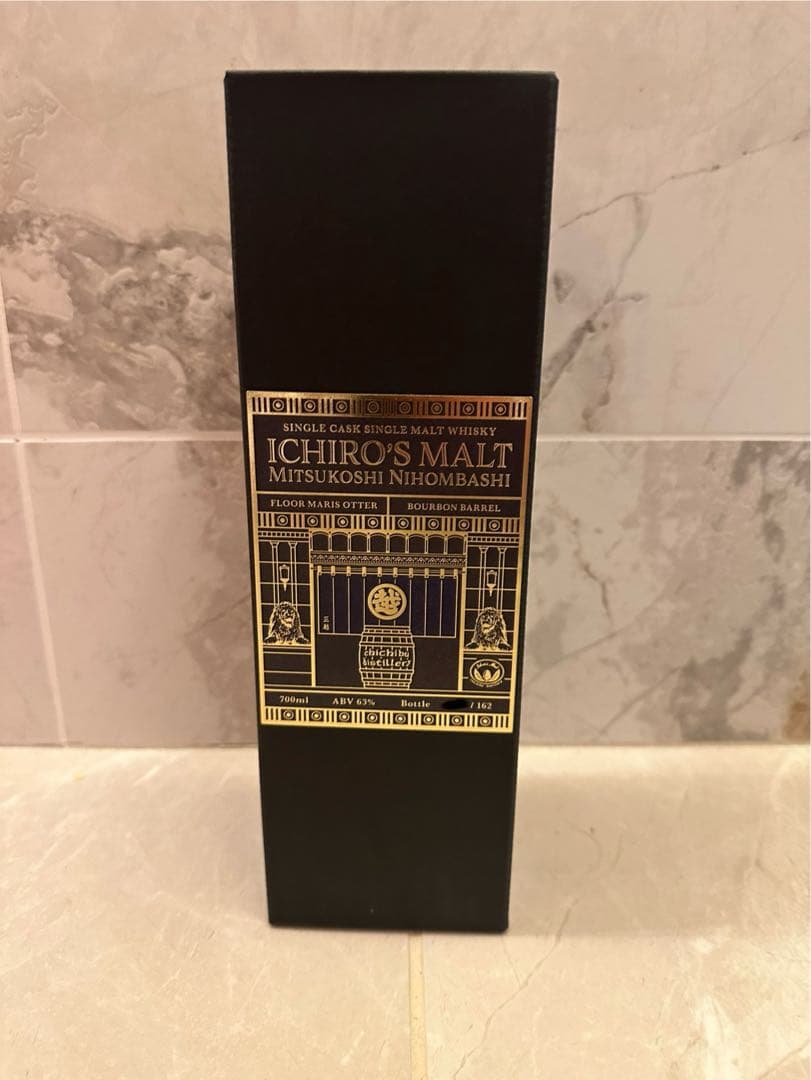 SINGLE CASK SINGLE MALT WHISKY
ICHIRO'S MALT
MITSUKOSHI NIHOMBASHI
FLOOR MARIS OTTER
BOURBON BARREL
越
三越
chichibu
distillery
700ml ABV 63% Bottle / 162